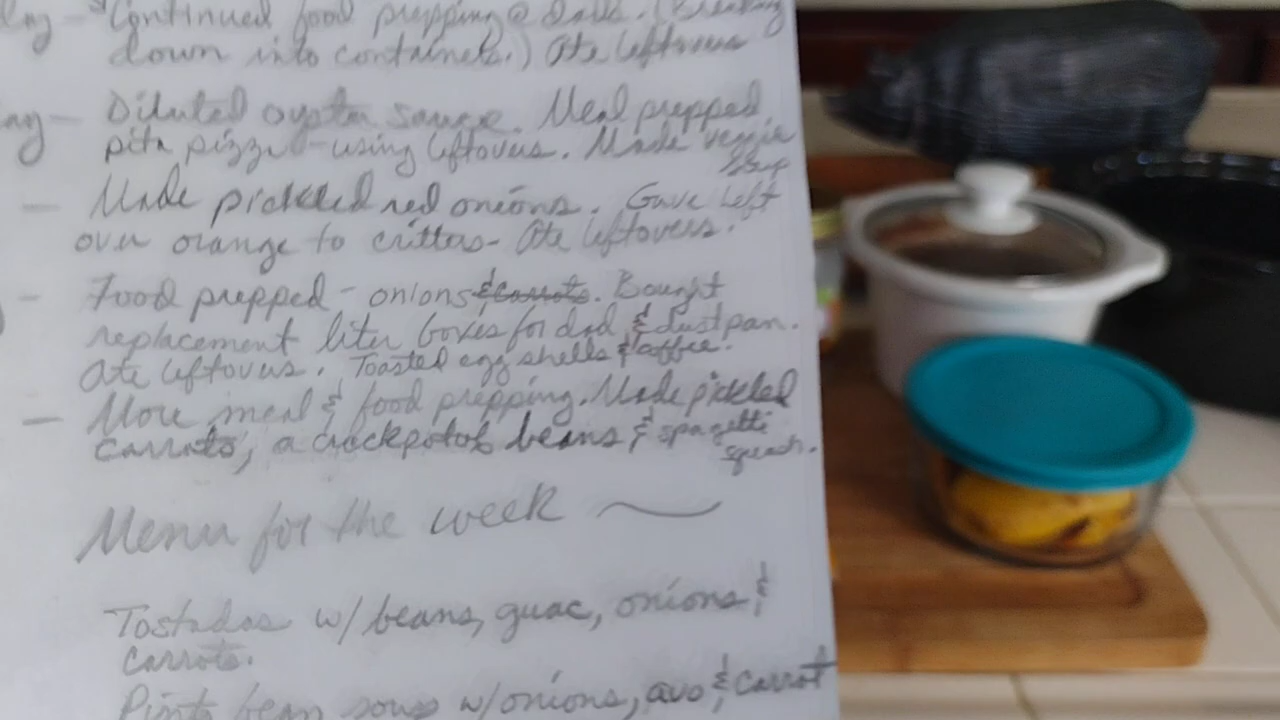 ay - Continued food prepping @ dads. (Breaking
down into containers.) Ate leftovers
ay - Diluted oyster sauce. Meal prepped
pita pizza - using leftovers. Made veggie
soup
- Made pickled red onions. Gave left
over orange to critters - Ate leftovers.
- Food prepped - onions & carrots. Bought
replacement liter boxes for dad & dustpan.
Ate leftovers. Toasted egg shells & coffee.
- More meal & food prepping. Made pickled
carrots, a crockpot of beans & spagetti
squash.
Menu for the week
Tostadas w/ beans, guac, onions &
carrots.
Pinto bean soup w/ onions, avo & carrot